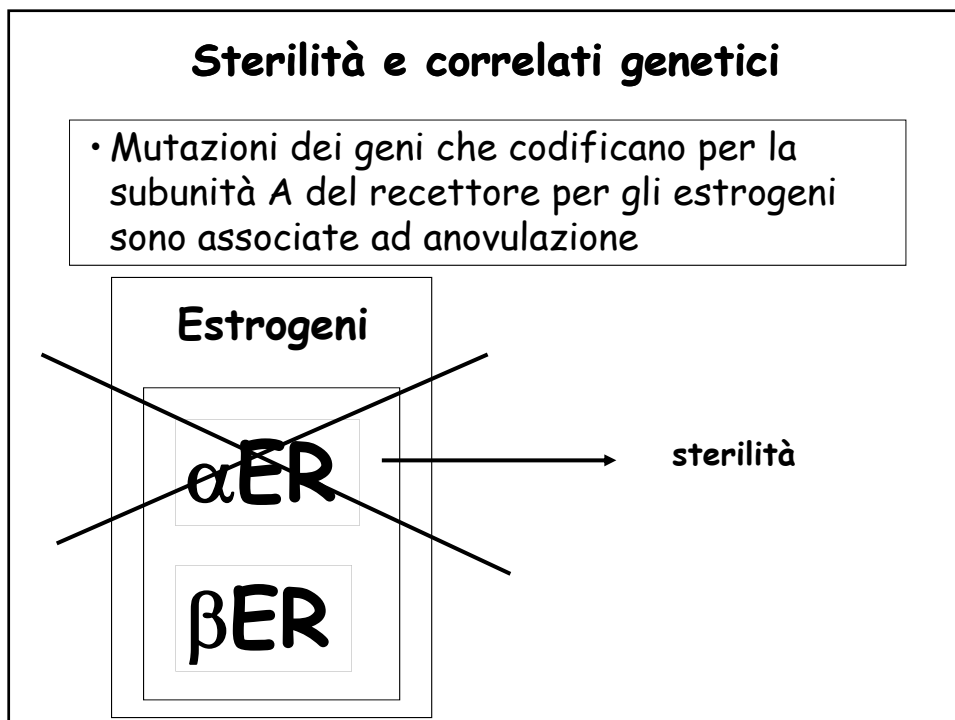 Sterilità e correlati genetici
• Mutazioni dei geni che codificano per la
subunità A del recettore per gli estrogeni
sono associate ad anovulazione
Estrogeni
αER
sterilità
βER